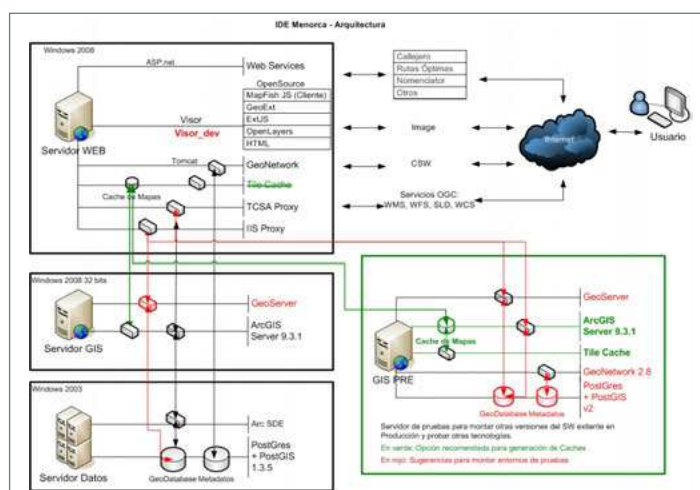 IDE Menorca - Arquitectura
Windows 2008
ASP.net
Web Services
OpenSource
MapFish JS (Cliente)
GeoExt
ExtJS
OpenLayers
HTML
Visor
Visor_dev
Servidor WEB
Tomcat
GeoNetwork
Tile Cache
Cache de Mapas
TCSA Proxy
IIS Proxy
Callejero
Rutas Óptimas
Nomenclator
Otros
Image
CSW
Servicios OGC:
WMS, WFS, SLD, WCS
Internet
Usuario
Windows 2008 32 bits
GeoServer
ArcGIS
Server 9.3.1
Servidor GIS
Windows 2003
Arc SDE
PostGres
+ PostGIS
1.3.5
Servidor Datos
GeoDatabase Metadatos
GeoServer
ArcGIS
Server 9.3.1
Cache de Mapas
Tile Cache
GIS PRE
GeoNetwork 2.8
PostGres
+ PostGIS
v2
GeoDatabase Metadatos
Servidor de pruebas para montar otras versiones del SW existente en
Producción y probar otras tecnologías:
En verde: Opción recomendada para generación de Caches
En rojo: Sugerencias para montar entornos de pruebas